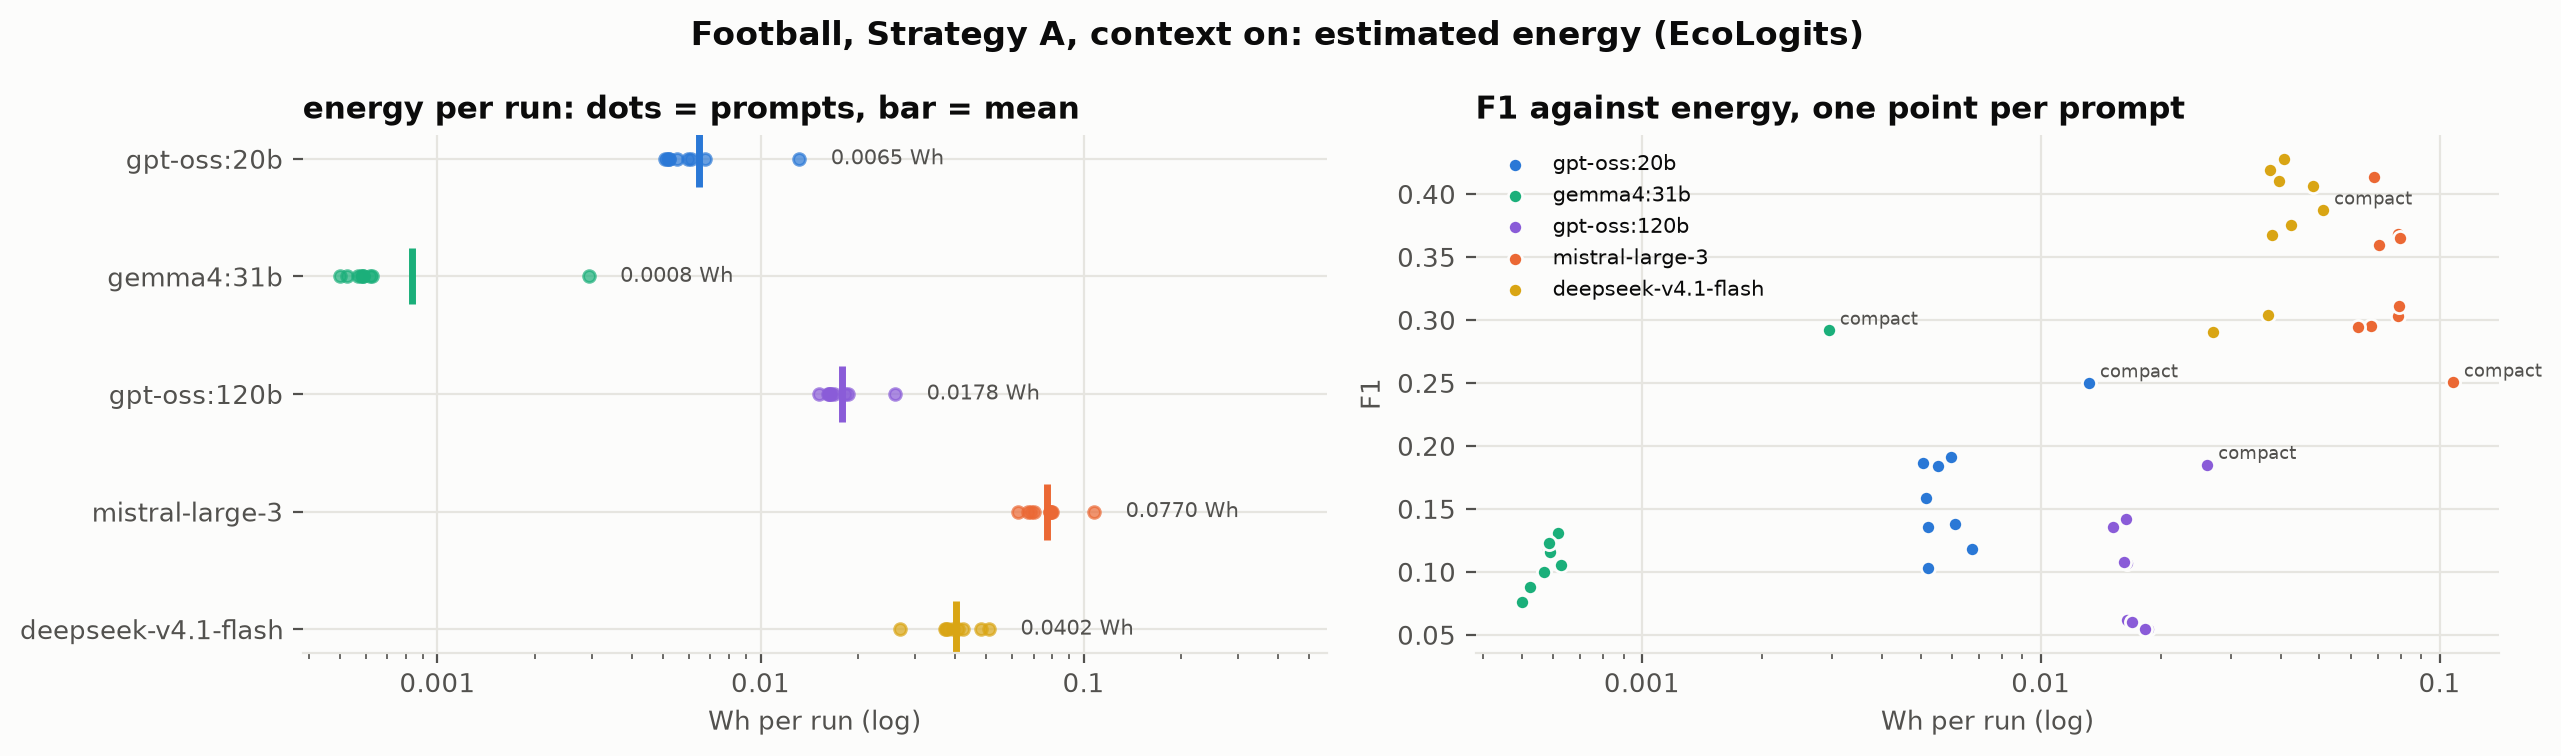 Football, Strategy A, context on: estimated energy (EcoLogits)
energy per run: dots = prompts, bar = mean
gpt-oss:20b
0.0065 Wh
gemma4:31b
0.0008 Wh
gpt-oss:120b
0.0178 Wh
mistral-large-3
0.0770 Wh
deepseek-v4.1-flash
0.0402 Wh
0.001
0.01
0.1
Wh per run (log)
F1 against energy, one point per prompt
gpt-oss:20b
gemma4:31b
gpt-oss:120b
mistral-large-3
deepseek-v4.1-flash
compact
compact
compact
compact
compact
F1
0.40
0.35
0.30
0.25
0.20
0.15
0.10
0.05
0.001
0.01
0.1
Wh per run (log)